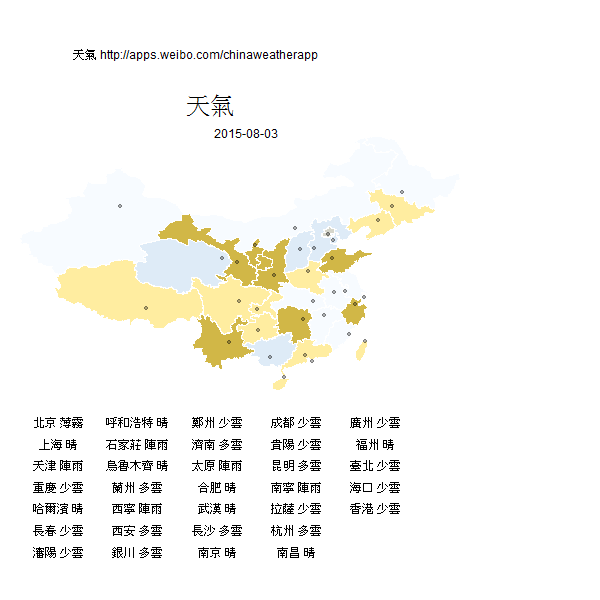 天氣 http://apps.weibo.com/chinaweatherapp
天氣
2015-08-03
北京 薄霧 呼和浩特 晴 鄭州 少雲 成都 少雲 廣州 少雲
上海 晴 石家莊 陣雨 濟南 多雲 貴陽 少雲 福州 晴
天津 陣雨 烏魯木齊 晴 太原 陣雨 昆明 多雲 臺北 少雲
重慶 少雲 蘭州 多雲 合肥 晴 南寧 陣雨 海口 少雲
哈爾濱 晴 西寧 陣雨 武漢 晴 拉薩 少雲 香港 少雲
長春 少雲 西安 多雲 長沙 多雲 杭州 多雲
瀋陽 少雲 銀川 多雲 南京 晴 南昌 晴